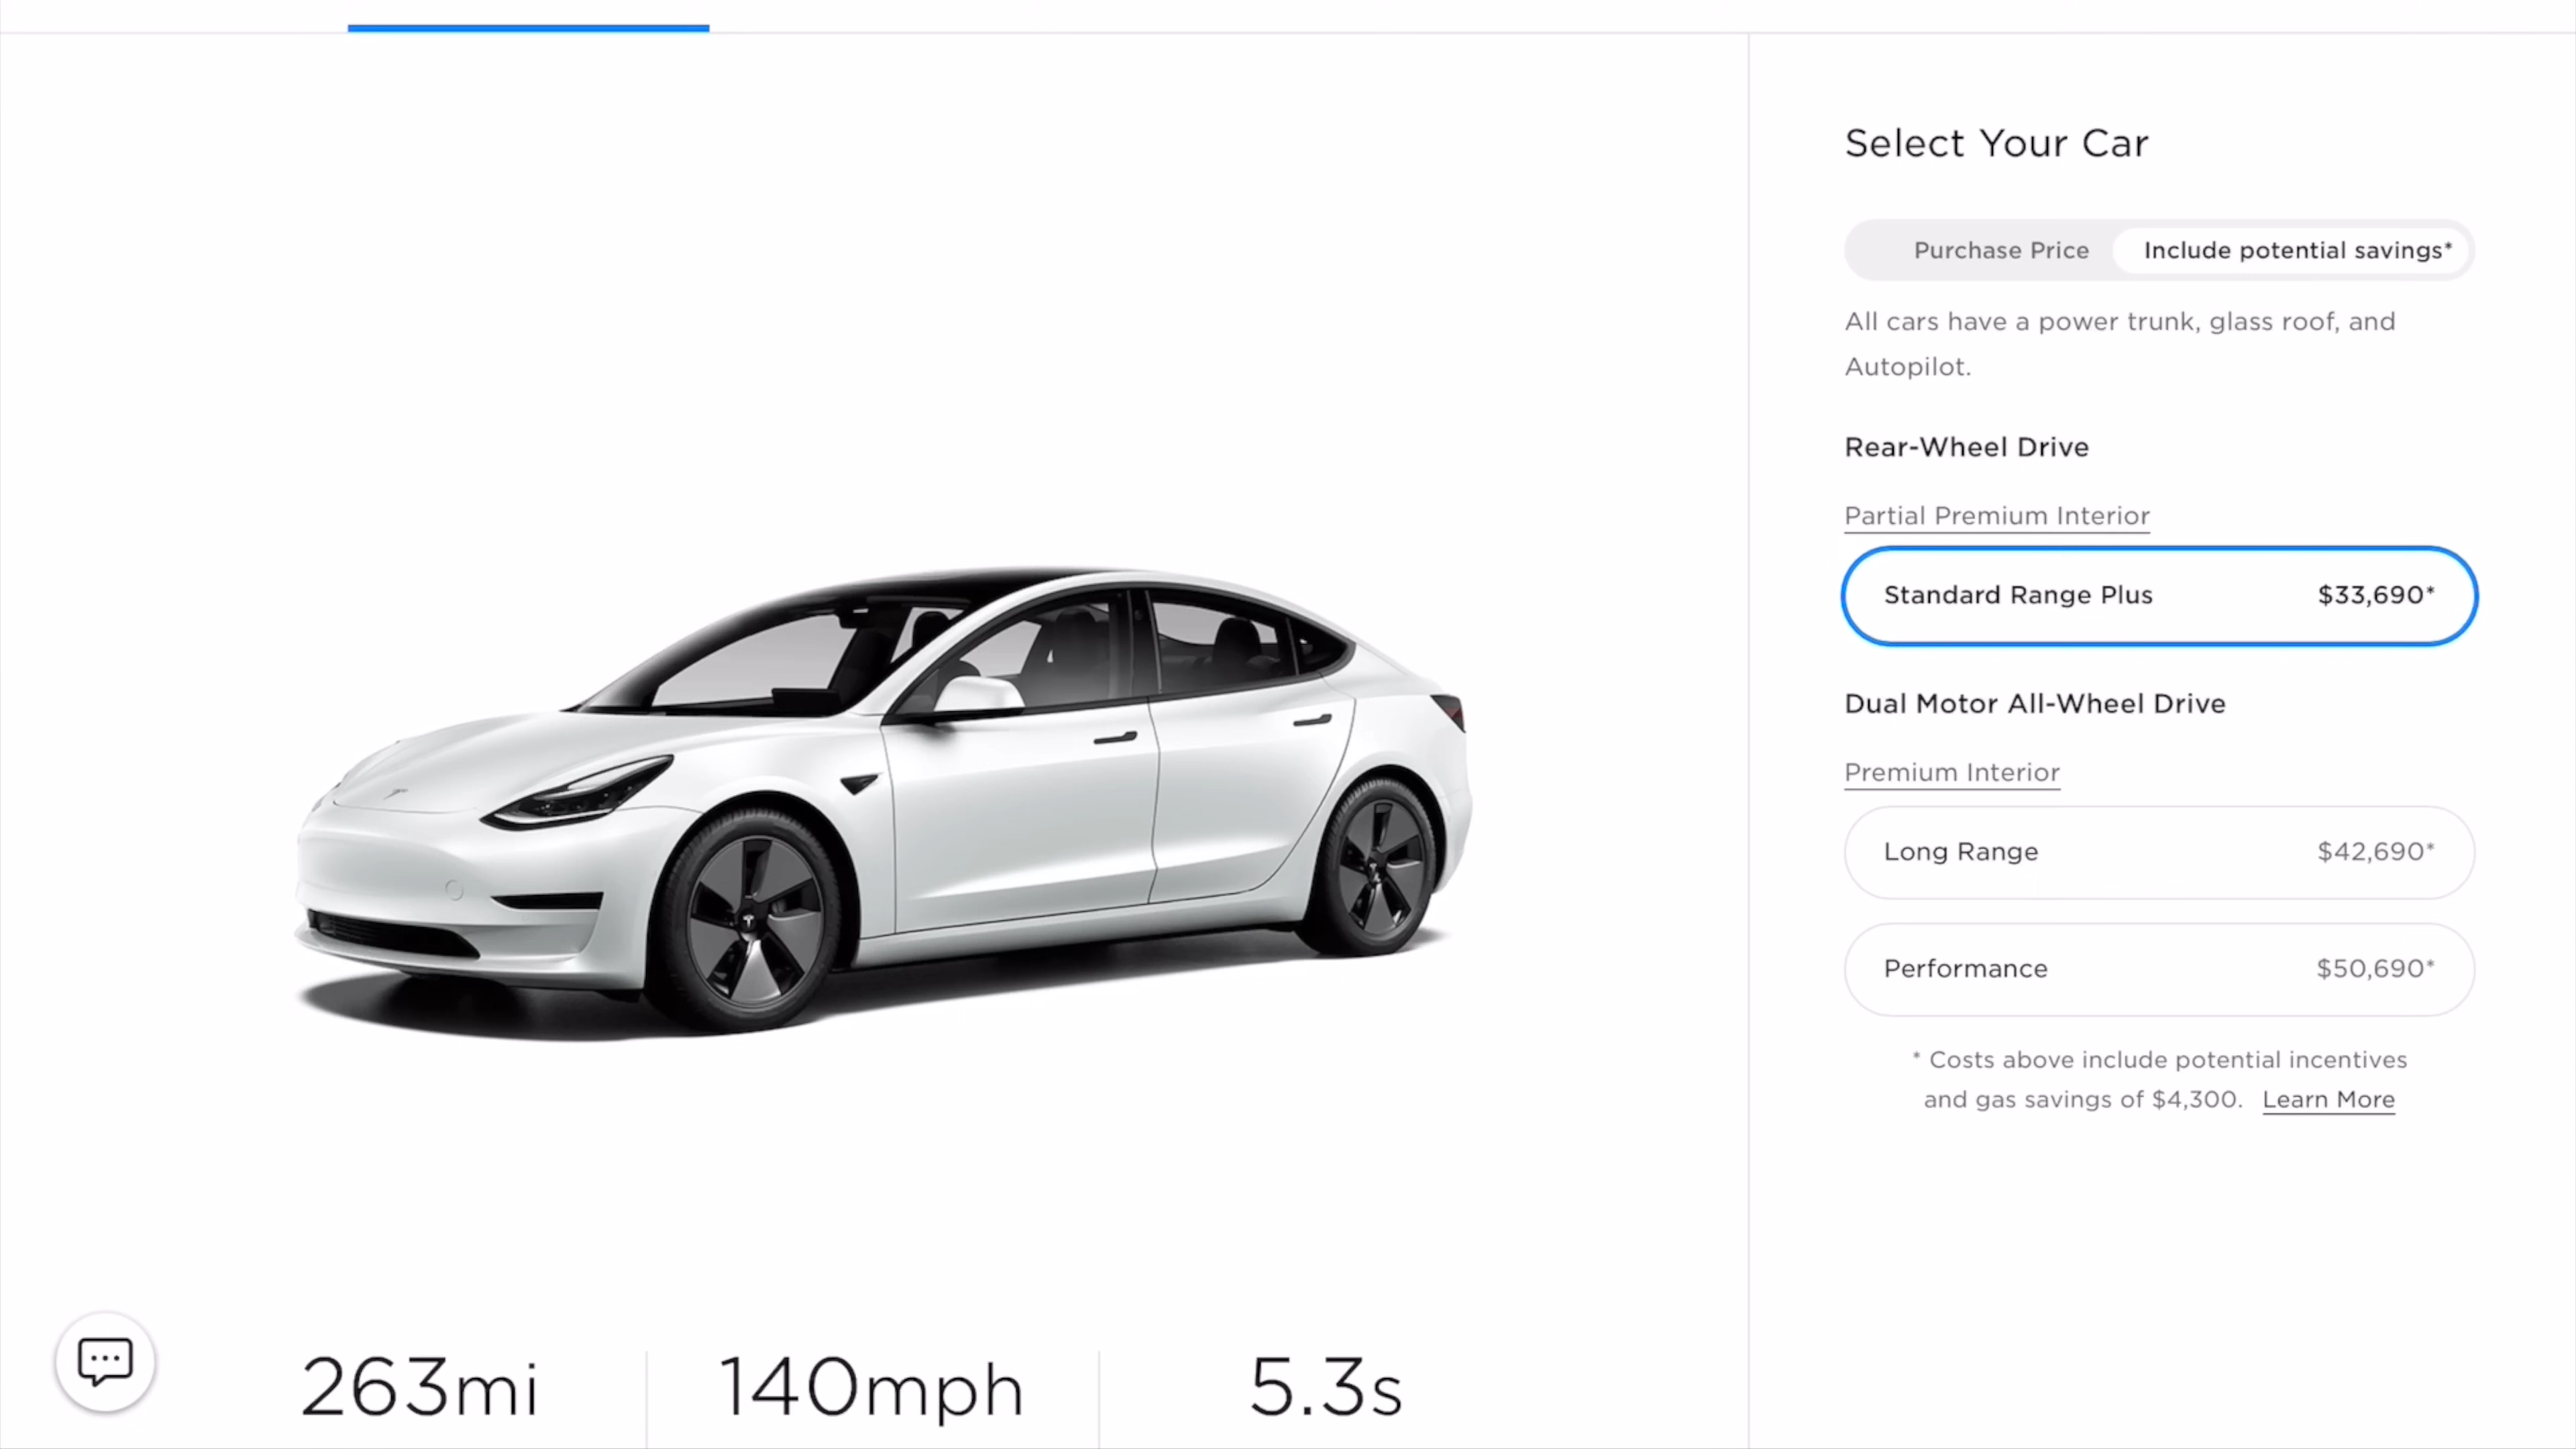 Select Your Car
Purchase Price
Include potential savings*
All cars have a power trunk, glass roof, and
Autopilot.
Rear-Wheel Drive
Partial Premium Interior
Standard Range Plus $33,690*
Dual Motor All-Wheel Drive
Premium Interior
Long Range $42,690*
Performance $50,690*
* Costs above include potential incentives
and gas savings of $4,300. Learn More
263mi
140mph
5.3s